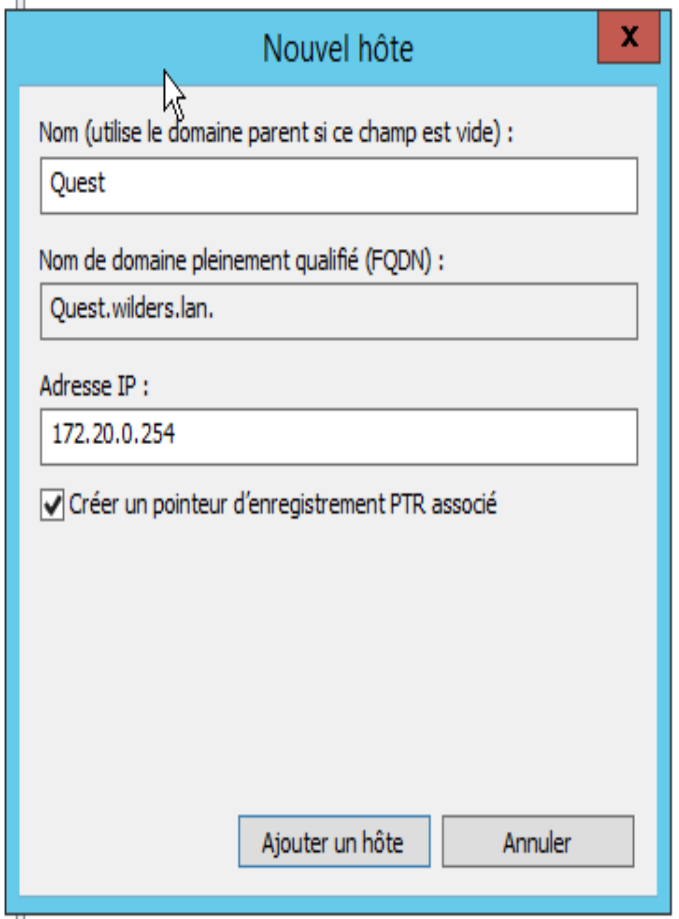 Nouvel hôte
X
Nom (utilise le domaine parent si ce champ est vide) :
Quest
Nom de domaine pleinement qualifié (FQDN) :
Quest.wilders.lan.
Adresse IP :
172.20.0.254
Créer un pointeur d'enregistrement PTR associé
Ajouter un hôte
Annuler